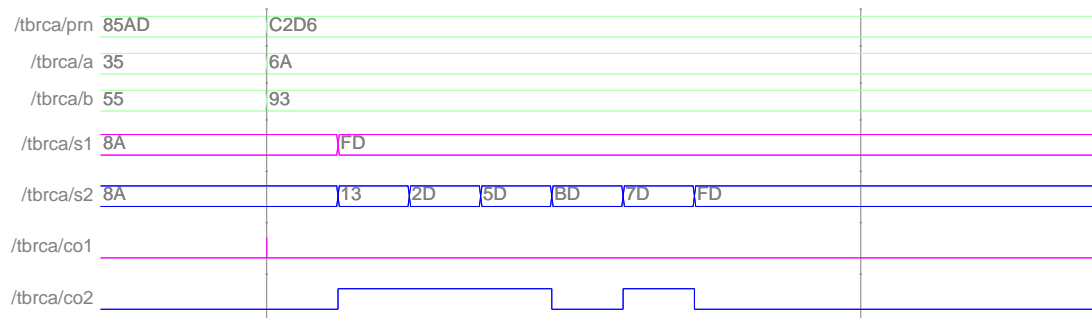 /tbrca/prn 85AD C2D6
/tbrca/a 35 6A
/tbrca/b 55 93
/tbrca/s1 8A FD
/tbrca/s2 8A 13 2D 5D BD 7D FD
/tbrca/co1
/tbrca/co2